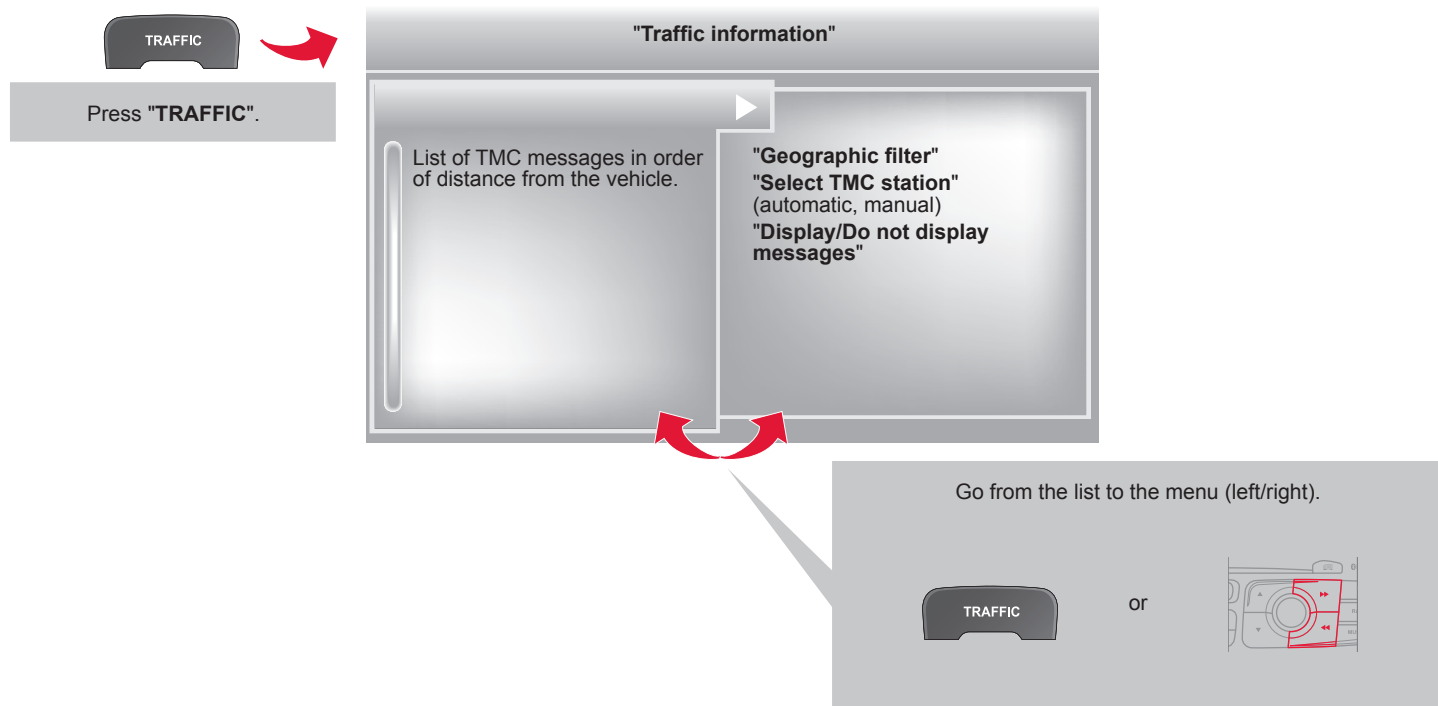 TRAFFIC
Press "TRAFFIC".
"Traffic information"
List of TMC messages in order
of distance from the vehicle.
"Geographic filter"
"Select TMC station"
(automatic, manual)
"Display/Do not display
messages"
Go from the list to the menu (left/right).
TRAFFIC
or